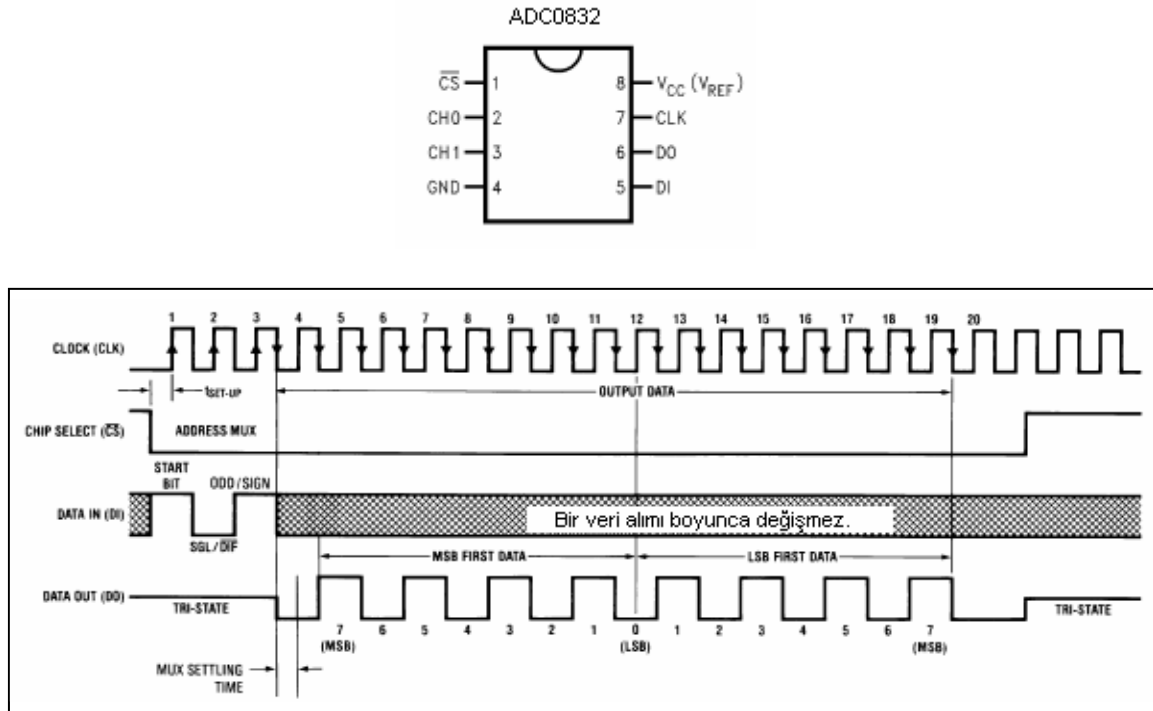 ADC0832
CS 1 8 VCC (VREF)
CH0 2 7 CLK
CH1 3 6 DO
GND 4 5 DI
1 2 3 4 5 6 7 8 9 10 11 12 13 14 15 16 17 18 19 20
CLOCK (CLK)
tSET-UP
OUTPUT DATA
CHIP SELECT (CS)
ADDRESS MUX
START
BIT
ODD/SIGN
DATA IN (DI)
Bir veri alımı boyunca değişmez.
SGL/DIF
MSB FIRST DATA
LSB FIRST DATA
DATA OUT (DO)
TRI-STATE
TRI-STATE
7 6 5 4 3 2 1 0 1 2 3 4 5 6 7
(MSB) (LSB) (MSB)
MUX SETTLING
TIME